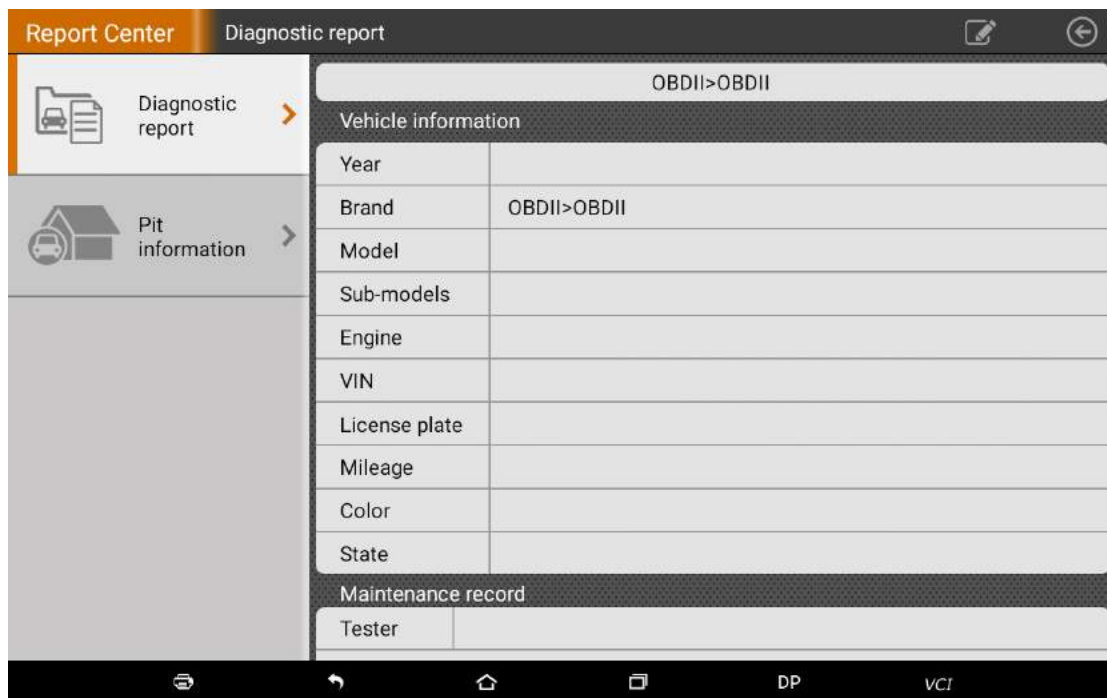 Report Center
Diagnostic report
Diagnostic
report
Pit
information
OBDII>OBDII
Vehicle information
Year
Brand OBDII>OBDII
Model
Sub-models
Engine
VIN
License plate
Mileage
Color
State
Maintenance record
Tester
DP
VCI